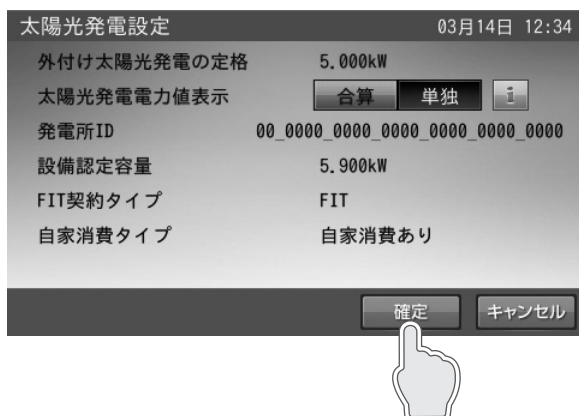 太陽光発電設定 03月14日 12:34
外付け太陽光発電の定格 5.000kW
太陽光発電電力値表示 合算 単独 i
発電所ID 00_0000_0000_0000_0000_0000_0000
設備認定容量 5.900kW
FIT契約タイプ FIT
自家消費タイプ 自家消費あり
確定 キャンセル